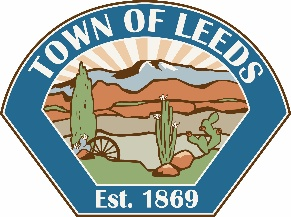 TOWN OF LEEDS
Est. 1869